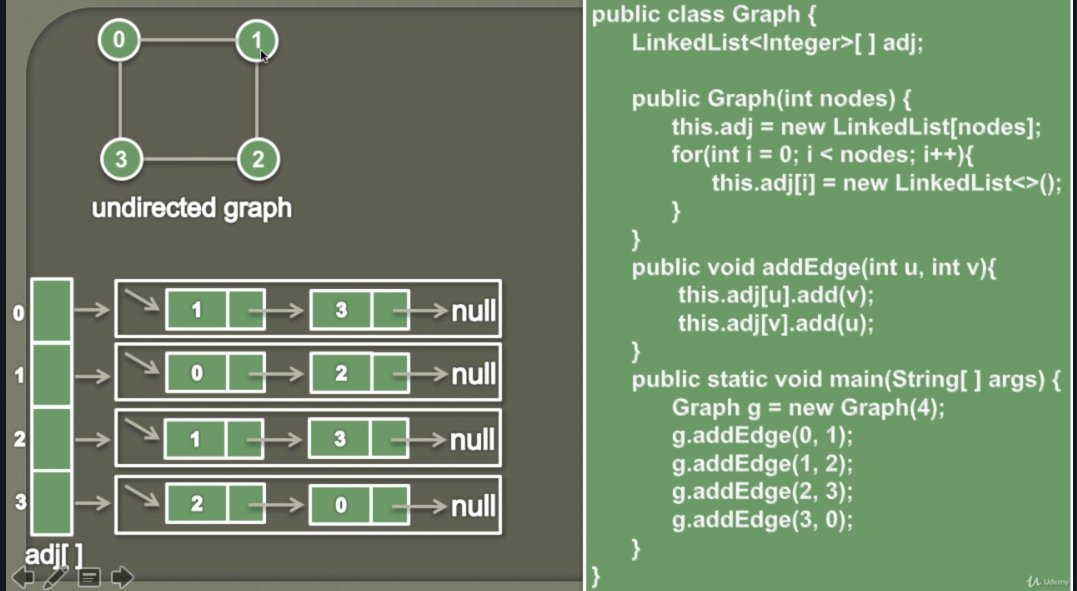 0 1
3 2
undirected graph
0 1 3 null
1 0 2 null
2 1 3 null
3 2 0 null
adj[ ]
public class Graph {
LinkedList<Integer>[ ] adj;
public Graph(int nodes) {
this.adj = new LinkedList[nodes];
for(int i = 0; i < nodes; i++){
this.adj[i] = new LinkedList<>();
}
}
public void addEdge(int u, int v){
this.adj[u].add(v);
this.adj[v].add(u);
}
public static void main(String[ ] args) {
Graph g = new Graph(4);
g.addEdge(0, 1);
g.addEdge(1, 2);
g.addEdge(2, 3);
g.addEdge(3, 0);
}
}
Udemy